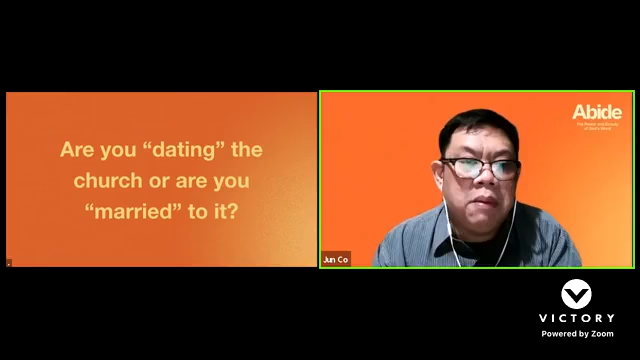 Are you “dating” the
church or are you
“married” to it?
Abide
Jun Co
VICTORY
Powered by Zoom